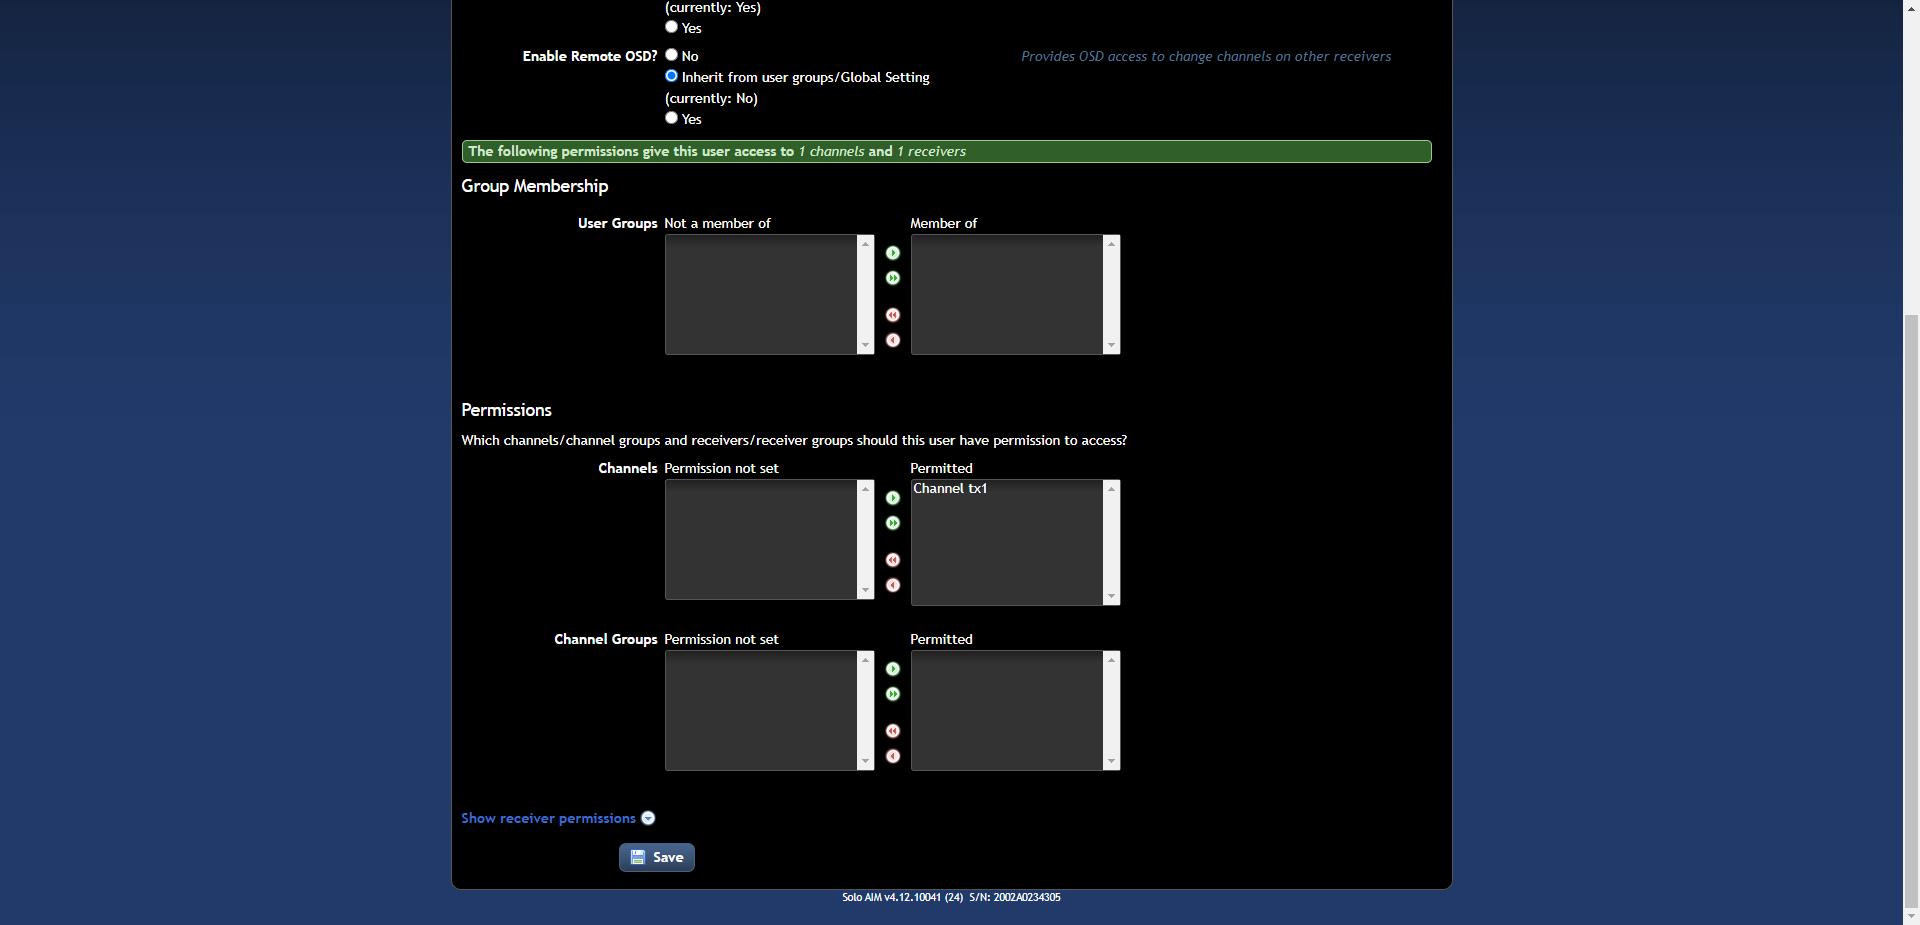 (currently: Yes)
Yes
Enable Remote OSD? No
Provides OSD access to change channels on other receivers
Inherit from user groups/Global Setting
(currently: No)
Yes
The following permissions give this user access to 1 channels and 1 receivers
Group Membership
User Groups Not a member of Member of
Permissions
Which channels/channel groups and receivers/receiver groups should this user have permission to access?
Channels Permission not set Permitted
Channel tx1
Channel Groups Permission not set Permitted
Show receiver permissions
Save
Solo AIM v4.12.10041 (24) S/N: 2002A0234305